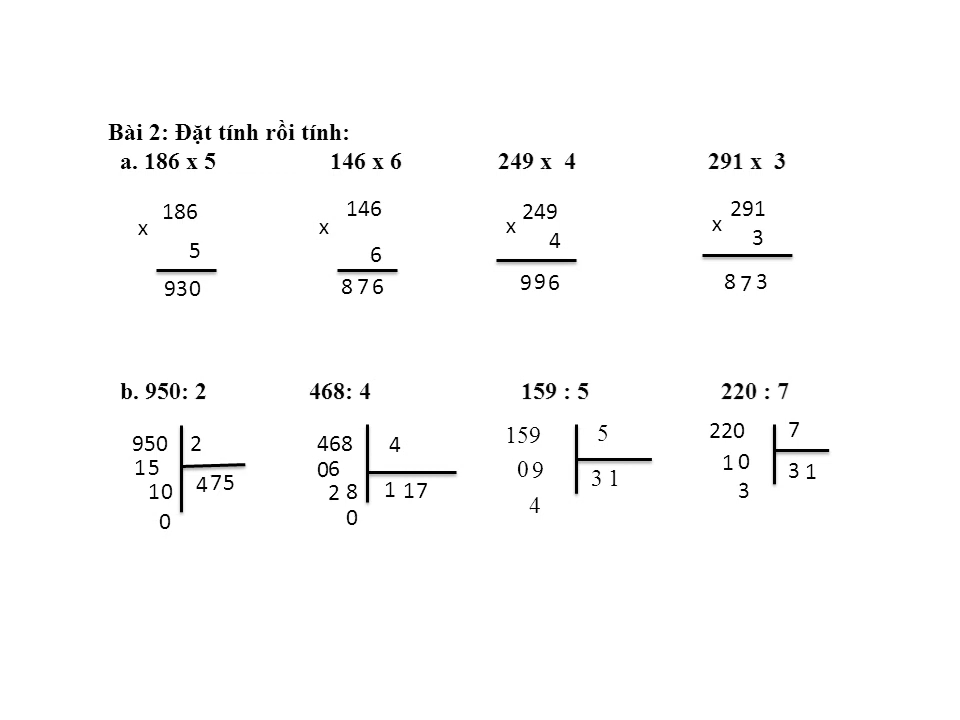 Bài 2: Đặt tính rồi tính:
a. 186 x 5 146 x 6 249 x 4 291 x 3
186 146 249 291
x x x x
5 6 4 3
930 876 996 873
b. 950: 2 468: 4 159 : 5 220 : 7
950 2 468 4 159 5 220 7
15 475 06 117 09 31 10 31
10 28 4 3
0 0